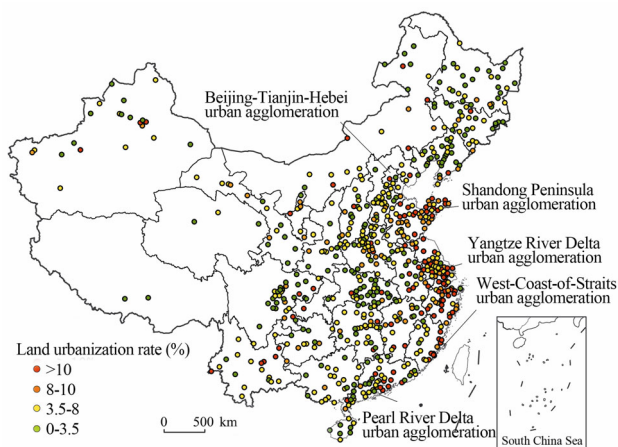 Beijing-Tianjin-Hebei
urban agglomeration
Shandong Peninsula
urban agglomeration
Yangtze River Delta
urban agglomeration
West-Coast-of-Straits
urban agglomeration
Land urbanization rate (%)
>10
8-10
3.5-8
0-3.5
0 500 km
Pearl River Delta
urban agglomeration
South China Sea